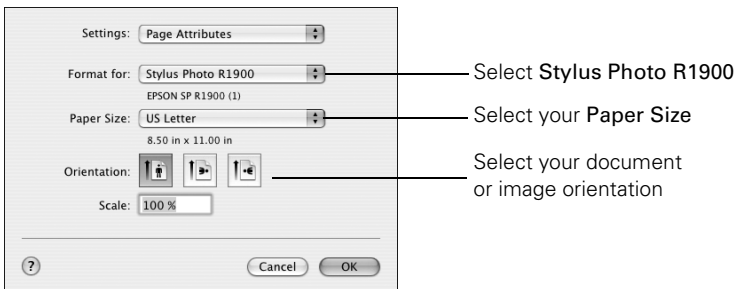 Settings: Page Attributes
Format for: Stylus Photo R1900
EPSON SP R1900 (1)
Paper Size: US Letter
8.50 in x 11.00 in
Orientation:
Scale: 100 %
?
Cancel OK
Select Stylus Photo R1900
Select your Paper Size
Select your document
or image orientation